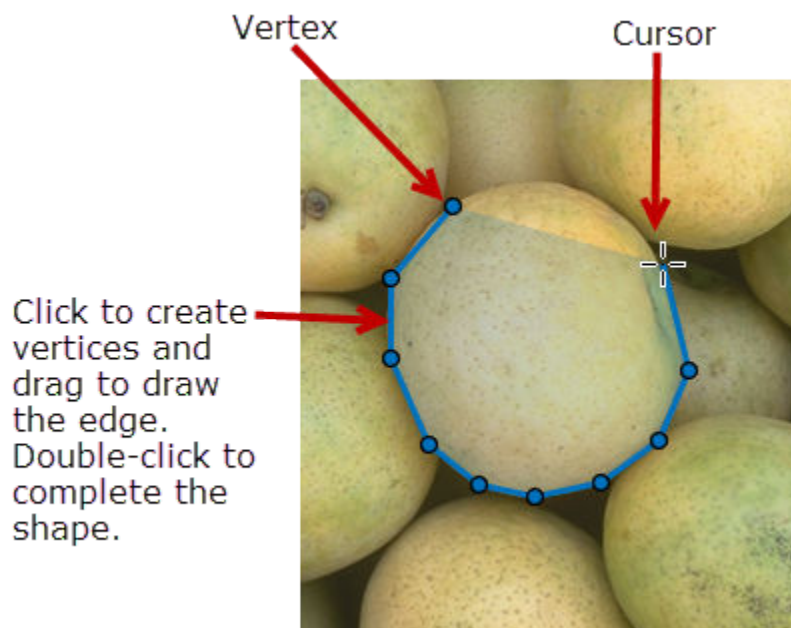 Vertex
Cursor
Click to create
vertices and
drag to draw
the edge.
Double-click to
complete the
shape.